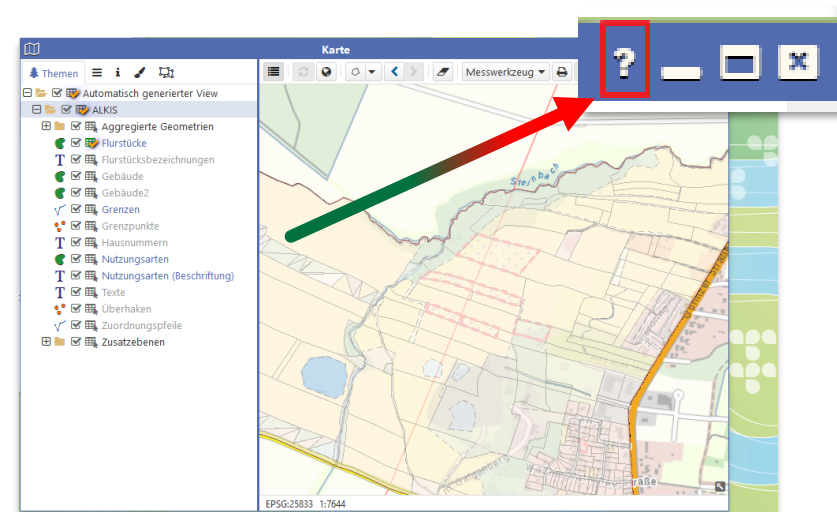 Karte
Themen
i
Messwerkzeug
?
Automatisch generierter View
ALKIS
Aggregierte Geometrien
Flurstücke
T Flurstücksbezeichnungen
Gebäude
Gebäude2
Grenzen
Grenzpunkte
T Hausnummern
Nutzungsarten
T Nutzungsarten (Beschriftung)
T Texte
Überhaken
Zuordnungspfeile
Zusatzebenen
Steinbach
EPSG:25833 1:7644